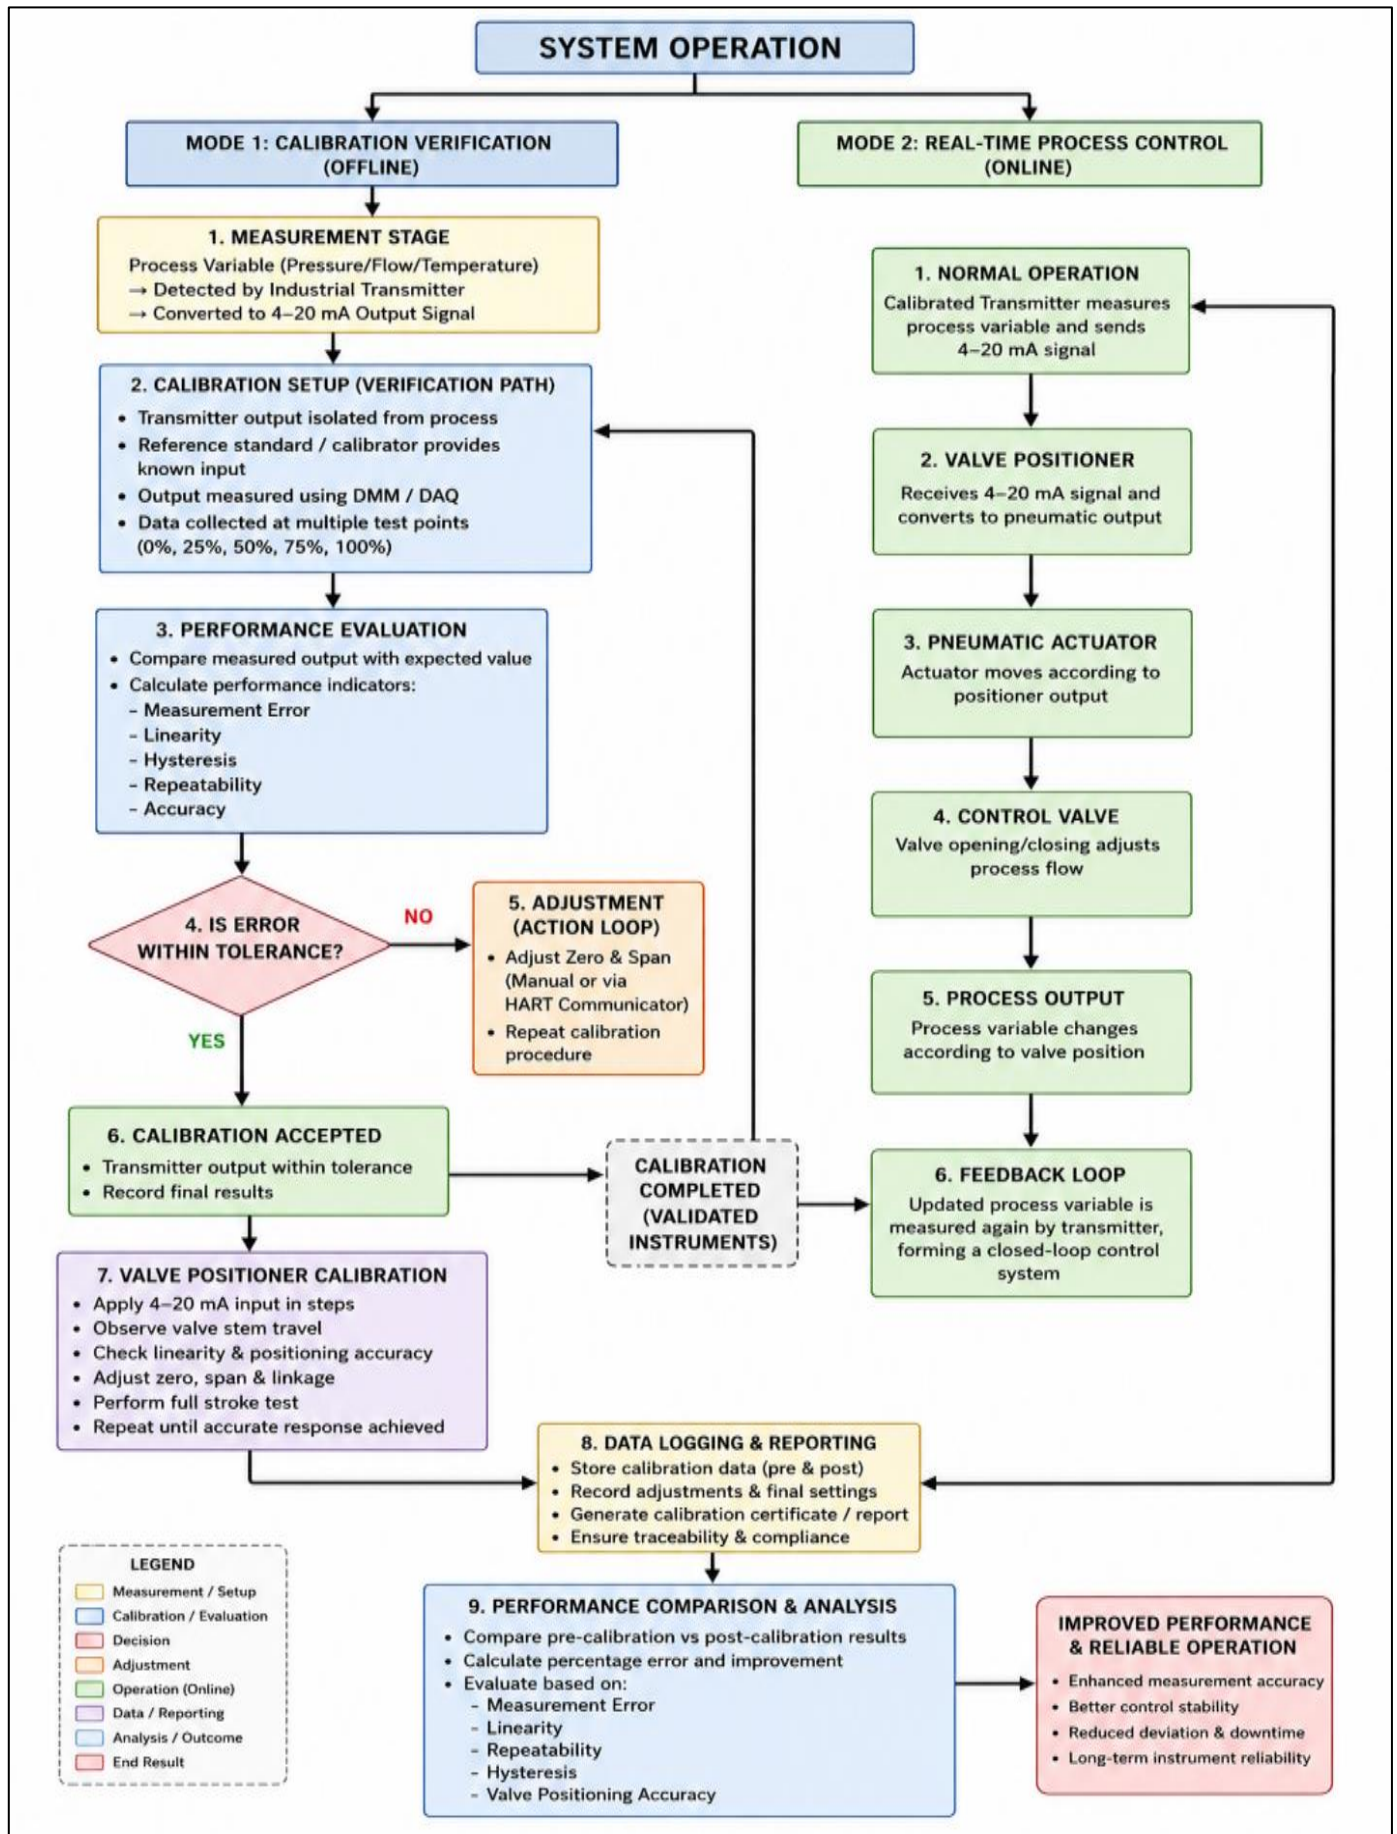 SYSTEM OPERATION
MODE 1: CALIBRATION VERIFICATION
(OFFLINE)
1. MEASUREMENT STAGE
Process Variable (Pressure/Flow/Temperature)
→ Detected by Industrial Transmitter
→ Converted to 4–20 mA Output Signal
2. CALIBRATION SETUP (VERIFICATION PATH)
• Transmitter output isolated from process
• Reference standard / calibrator provides
known input
• Output measured using DMM / DAQ
• Data collected at multiple test points
(0%, 25%, 50%, 75%, 100%)
3. PERFORMANCE EVALUATION
• Compare measured output with expected value
• Calculate performance indicators:
– Measurement Error
– Linearity
– Hysteresis
– Repeatability
– Accuracy
4. IS ERROR
WITHIN TOLERANCE?
NO
YES
5. ADJUSTMENT
(ACTION LOOP)
• Adjust Zero & Span
(Manual or via
HART Communicator)
• Repeat calibration
procedure
6. CALIBRATION ACCEPTED
• Transmitter output within tolerance
• Record final results
CALIBRATION
COMPLETED
(VALIDATED
INSTRUMENTS)
7. VALVE POSITIONER CALIBRATION
• Apply 4–20 mA input in steps
• Observe valve stem travel
• Check linearity & positioning accuracy
• Adjust zero, span & linkage
• Perform full stroke test
• Repeat until accurate response achieved
MODE 2: REAL-TIME PROCESS CONTROL
(ONLINE)
1. NORMAL OPERATION
Calibrated Transmitter measures
process variable and sends
4–20 mA signal
2. VALVE POSITIONER
Receives 4–20 mA signal and
converts to pneumatic output
3. PNEUMATIC ACTUATOR
Actuator moves according to
positioner output
4. CONTROL VALVE
Valve opening/closing adjusts
process flow
5. PROCESS OUTPUT
Process variable changes
according to valve position
6. FEEDBACK LOOP
Updated process variable is
measured again by transmitter,
forming a closed-loop control
system
8. DATA LOGGING & REPORTING
• Store calibration data (pre & post)
• Record adjustments & final settings
• Generate calibration certificate / report
• Ensure traceability & compliance
9. PERFORMANCE COMPARISON & ANALYSIS
• Compare pre-calibration vs post-calibration results
• Calculate percentage error and improvement
• Evaluate based on:
– Measurement Error
– Linearity
– Repeatability
– Hysteresis
– Valve Positioning Accuracy
IMPROVED PERFORMANCE
& RELIABLE OPERATION
• Enhanced measurement accuracy
• Better control stability
• Reduced deviation & downtime
• Long-term instrument reliability
LEGEND
Measurement / Setup
Calibration / Evaluation
Decision
Adjustment
Operation (Online)
Data / Reporting
Analysis / Outcome
End Result